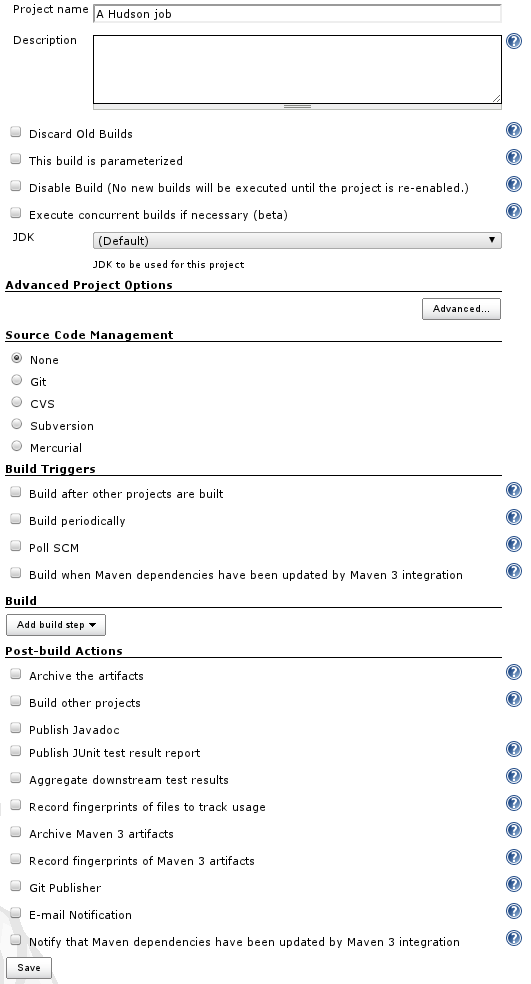 Project name A Hudson job
Description
Discard Old Builds
This build is parameterized
Disable Build (No new builds will be executed until the project is re-enabled.)
Execute concurrent builds if necessary (beta)
JDK (Default)
JDK to be used for this project
Advanced Project Options
Advanced...
Source Code Management
None
Git
CVS
Subversion
Mercurial
Build Triggers
Build after other projects are built
Build periodically
Poll SCM
Build when Maven dependencies have been updated by Maven 3 integration
Build
Add build step
Post-build Actions
Archive the artifacts
Build other projects
Publish Javadoc
Publish JUnit test result report
Aggregate downstream test results
Record fingerprints of files to track usage
Archive Maven 3 artifacts
Record fingerprints of Maven 3 artifacts
Git Publisher
E-mail Notification
Notify that Maven dependencies have been updated by Maven 3 integration
Save